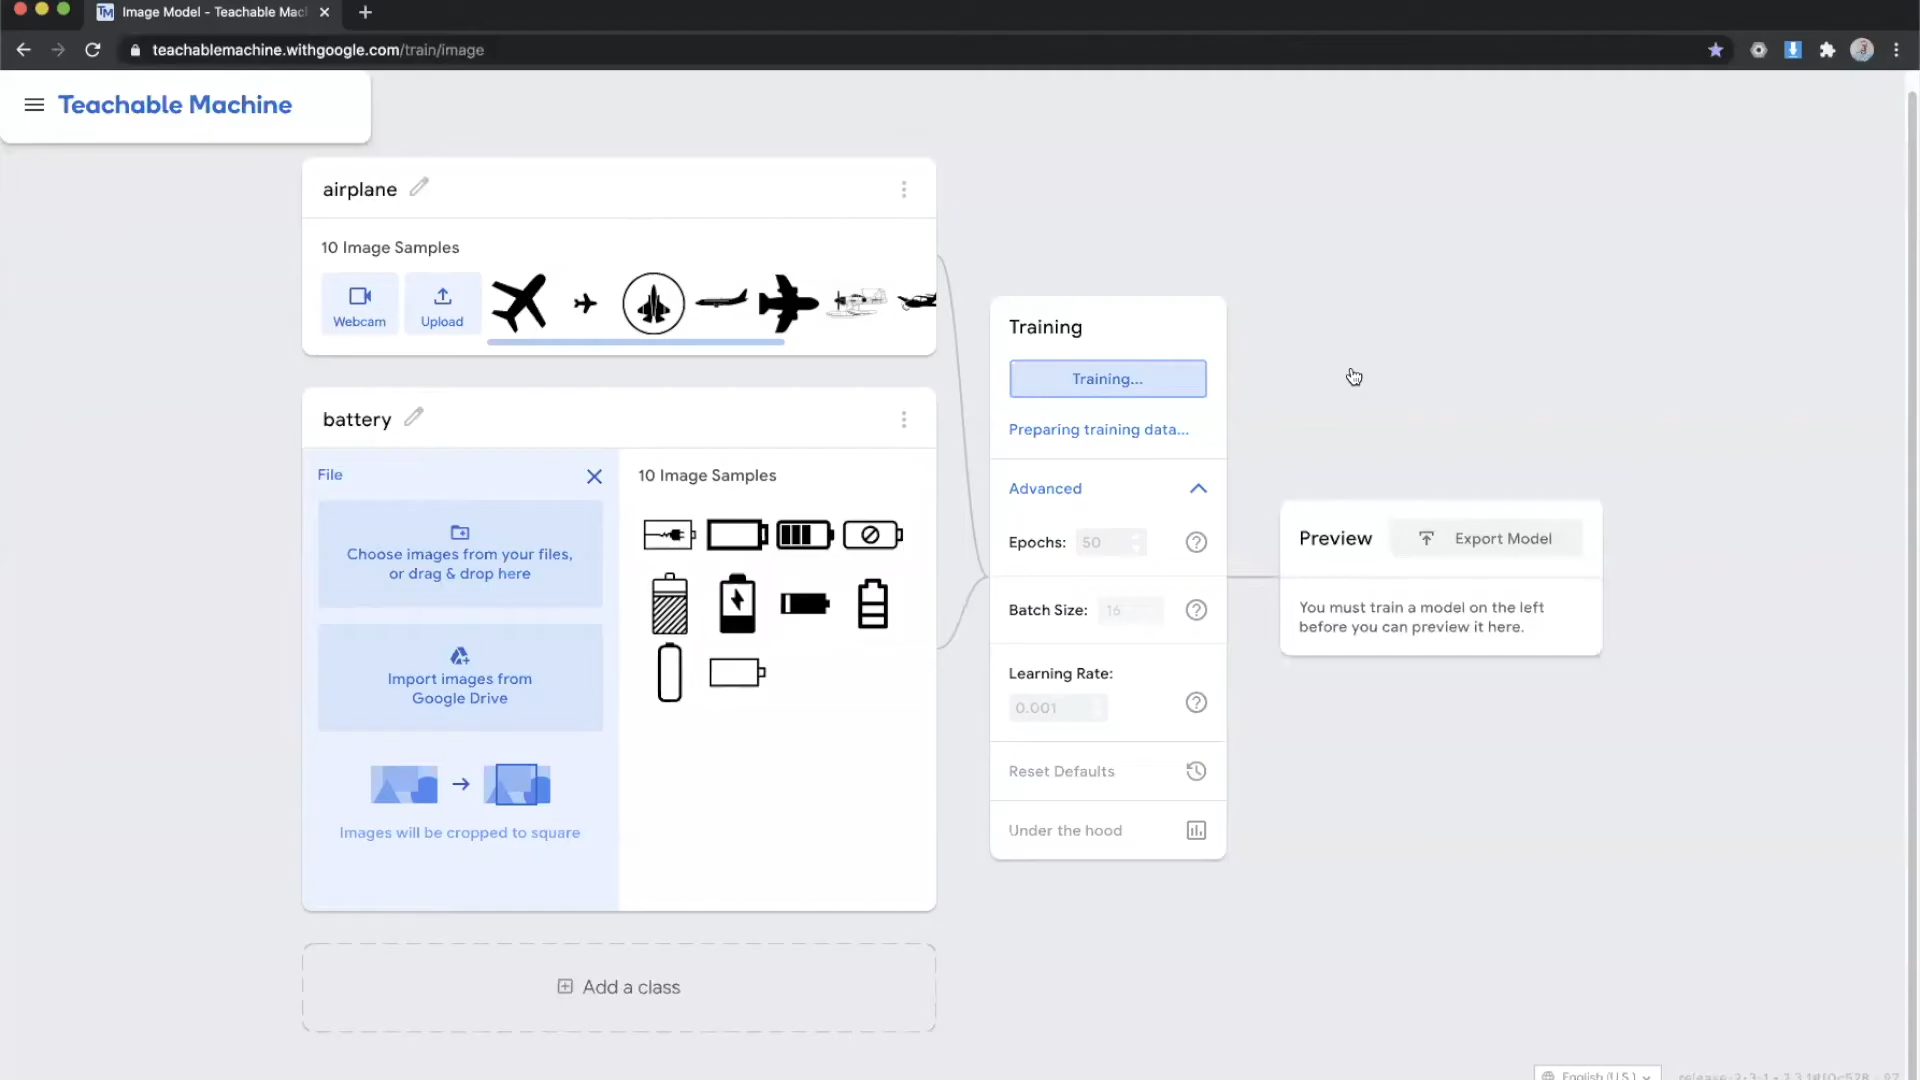 Image Model - Teachable Mac
teachablemachine.withgoogle.com/train/image
Teachable Machine
airplane
10 Image Samples
Webcam
Upload
battery
File
Choose images from your files,
or drag & drop here
Import images from
Google Drive
Images will be cropped to square
10 Image Samples
Add a class
Training
Training...
Preparing training data...
Advanced
Epochs: 50
Batch Size: 16
Learning Rate:
0.001
Reset Defaults
Under the hood
Preview
Export Model
You must train a model on the left
before you can preview it here.
English (U.S.)